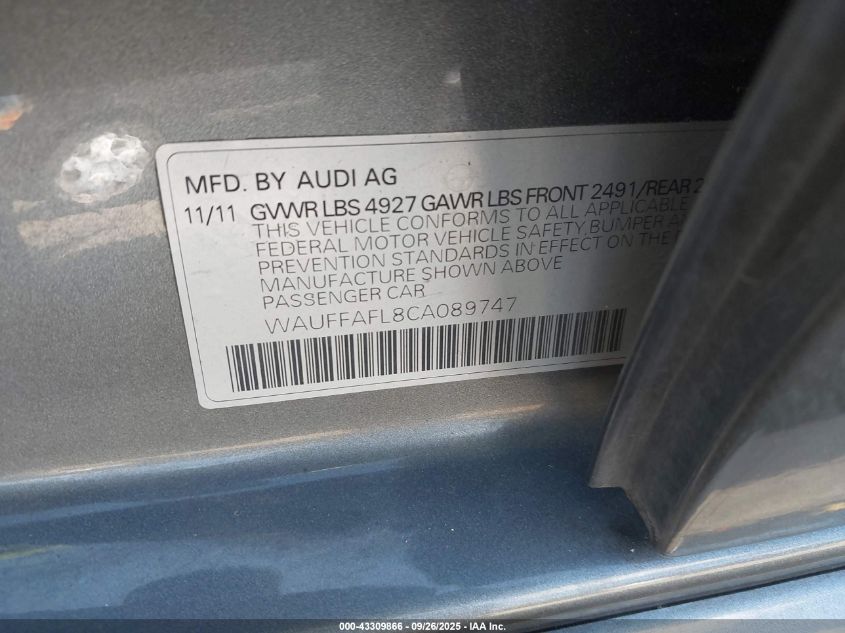 MFD. BY AUDI AG
11/11 GVWR LBS 4927 GAWR LBS FRONT 2491/REAR 2
THIS VEHICLE CONFORMS TO ALL APPLICABLE
FEDERAL MOTOR VEHICLE SAFETY,BUMPER
PREVENTION STANDARDS IN EFFECT ON THE
MANUFACTURE SHOWN ABOVE
PASSENGER CAR
WAUFFAFL8CA089747
000-43309866 - 09/26/2025 - IAA Inc.